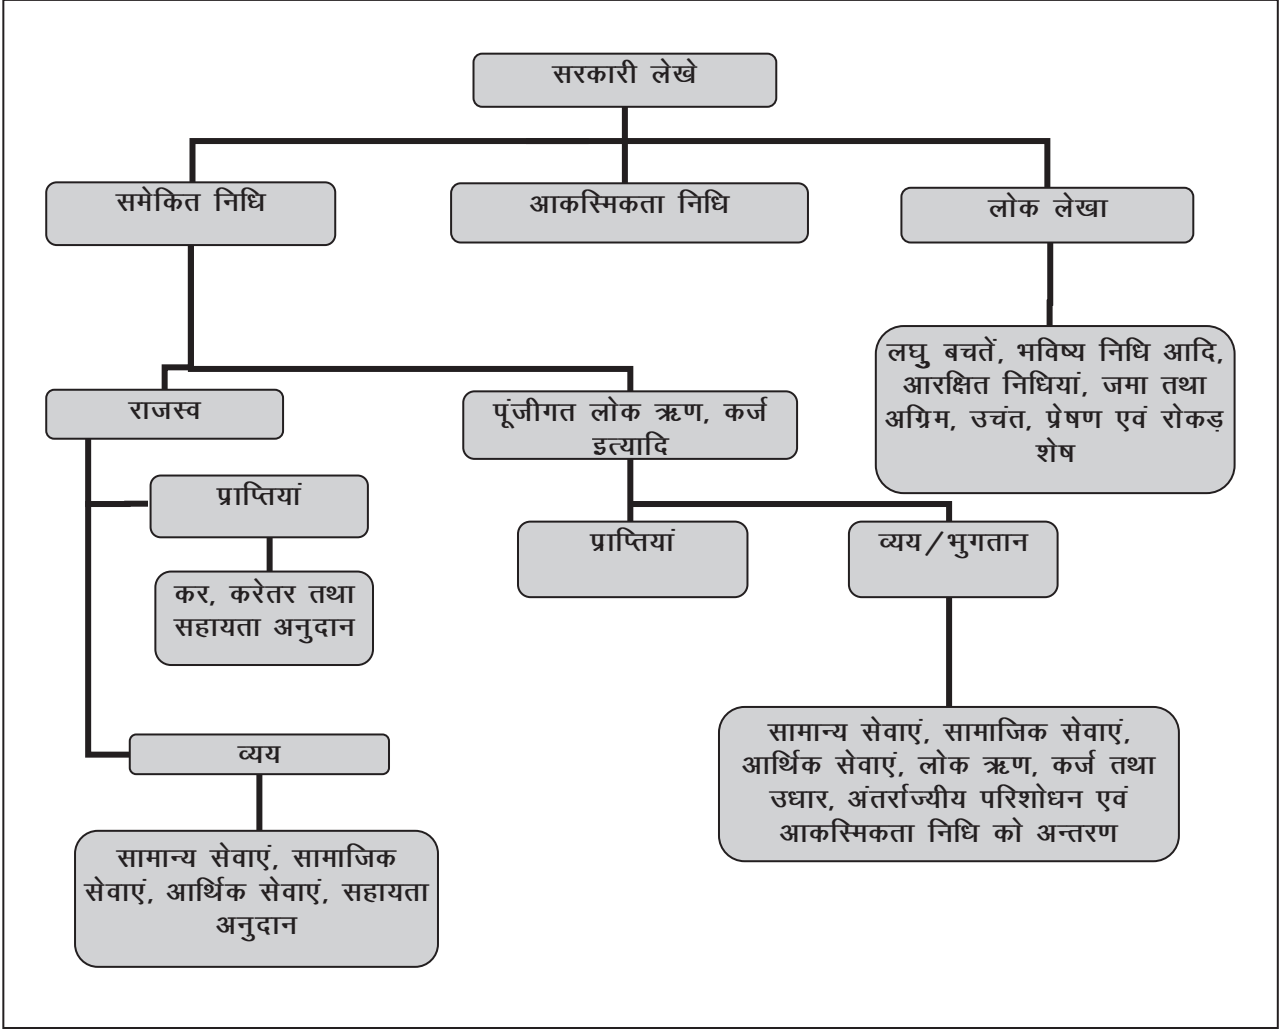 सरकारी लेखे
समेकित निधि
आकस्मिकता निधि
लोक लेखा
लघु बचतें, भविष्य निधि आदि,
आरक्षित निधियां, जमा तथा
अग्रिम, उचंत, प्रेषण एवं रोकड़
शेष
राजस्व
पूंजीगत लोक ऋण, कर्ज
इत्यादि
प्राप्तियां
प्राप्तियां
व्यय/भुगतान
कर, करेतर तथा
सहायता अनुदान
व्यय
सामान्य सेवाएं, सामाजिक सेवाएं,
आर्थिक सेवाएं, लोक ऋण, कर्ज तथा
उधार, अंतर्राज्यीय परिशोधन एवं
आकस्मिकता निधि को अन्तरण
सामान्य सेवाएं, सामाजिक
सेवाएं, आर्थिक सेवाएं, सहायता
अनुदान